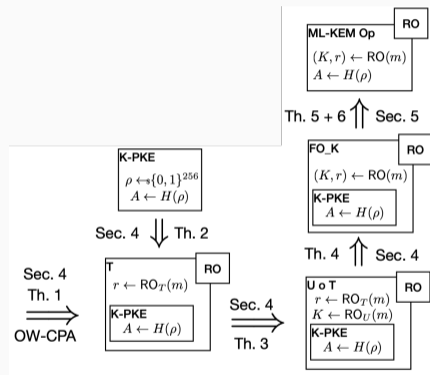 RO
ML-KEM Op
(K, r) ← RO(m)
A ← H(ρ)
Th. 5 + 6
Sec. 5
K-PKE
ρ ←$ {0, 1}^256
A ← H(ρ)
RO
FO_K
(K, r) ← RO(m)
K-PKE
A ← H(ρ)
Sec. 4
Th. 2
Th. 4
Sec. 4
Sec. 4
Th. 1
OW-CPA
RO
T
r ← RO_T(m)
K-PKE
A ← H(ρ)
Sec. 4
Th. 3
RO
U o T
r ← RO_T(m)
K ← RO_U(m)
K-PKE
A ← H(ρ)